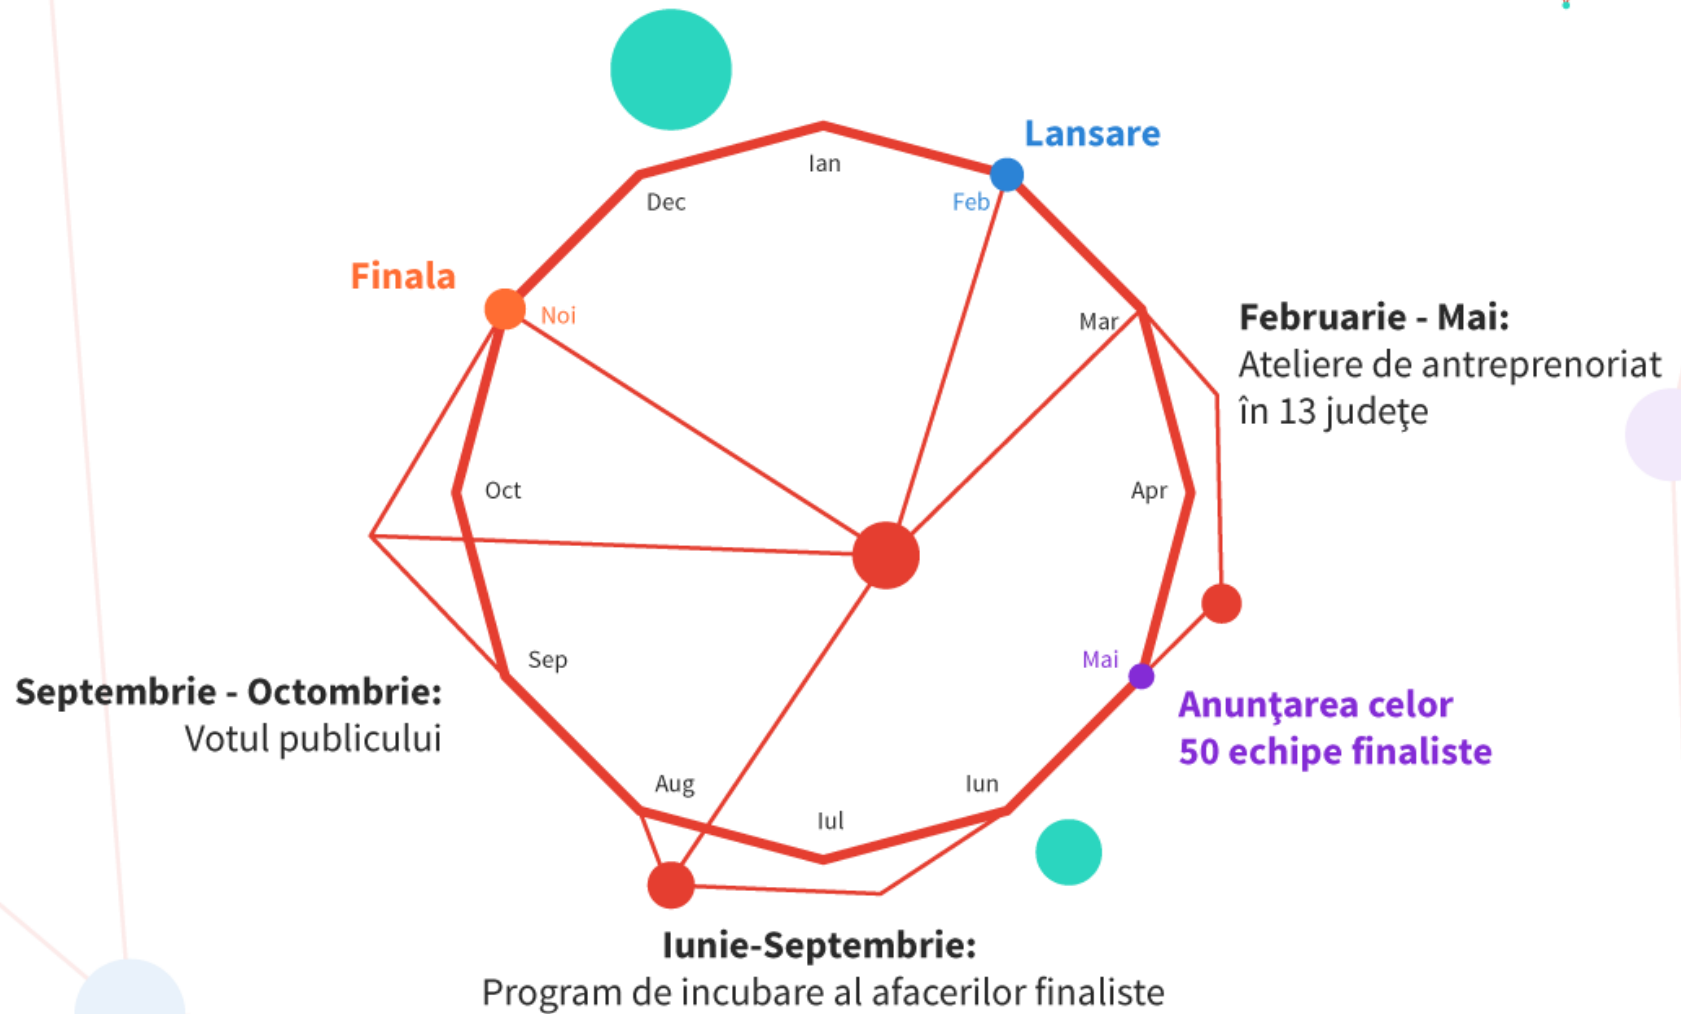 Lansare
Ian
Dec
Feb
Finala
Noi
Mar
Februarie - Mai:
Ateliere de antreprenoriat
în 13 judeţe
Oct
Apr
Sep
Mai
Septembrie - Octombrie:
Votul publicului
Anunţarea celor
50 echipe finaliste
Aug
Iun
Iul
Iunie-Septembrie:
Program de incubare al afacerilor finaliste